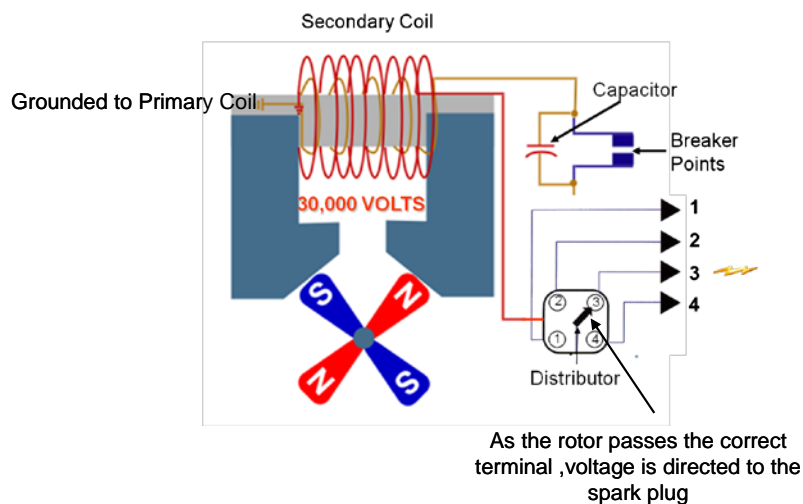 Secondary Coil
Grounded to Primary Coil
Capacitor
Breaker
Points
30,000 VOLTS
1
2
3
4
S
N
N
S
2
3
1
4
Distributor
As the rotor passes the correct
terminal ,voltage is directed to the
spark plug